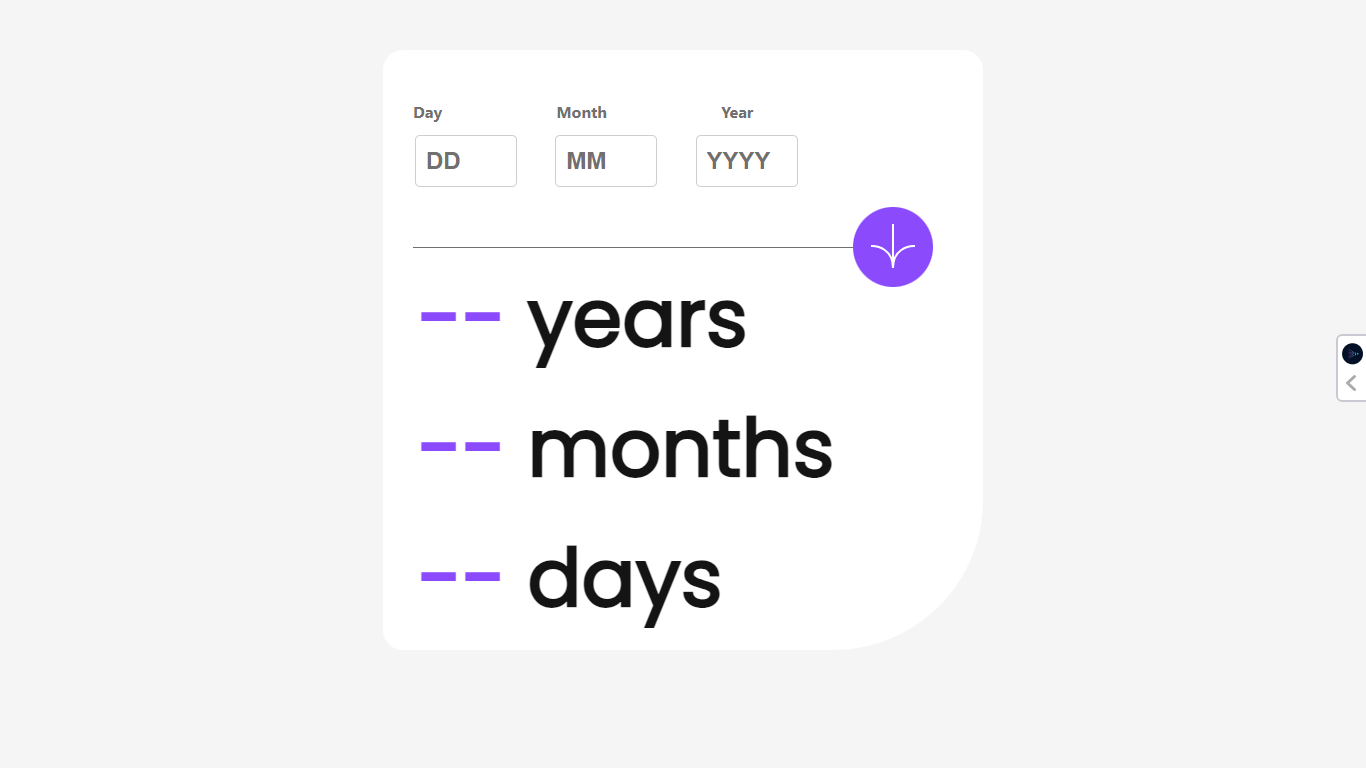 Day Month Year
DD MM YYYY
-- years
-- months
-- days